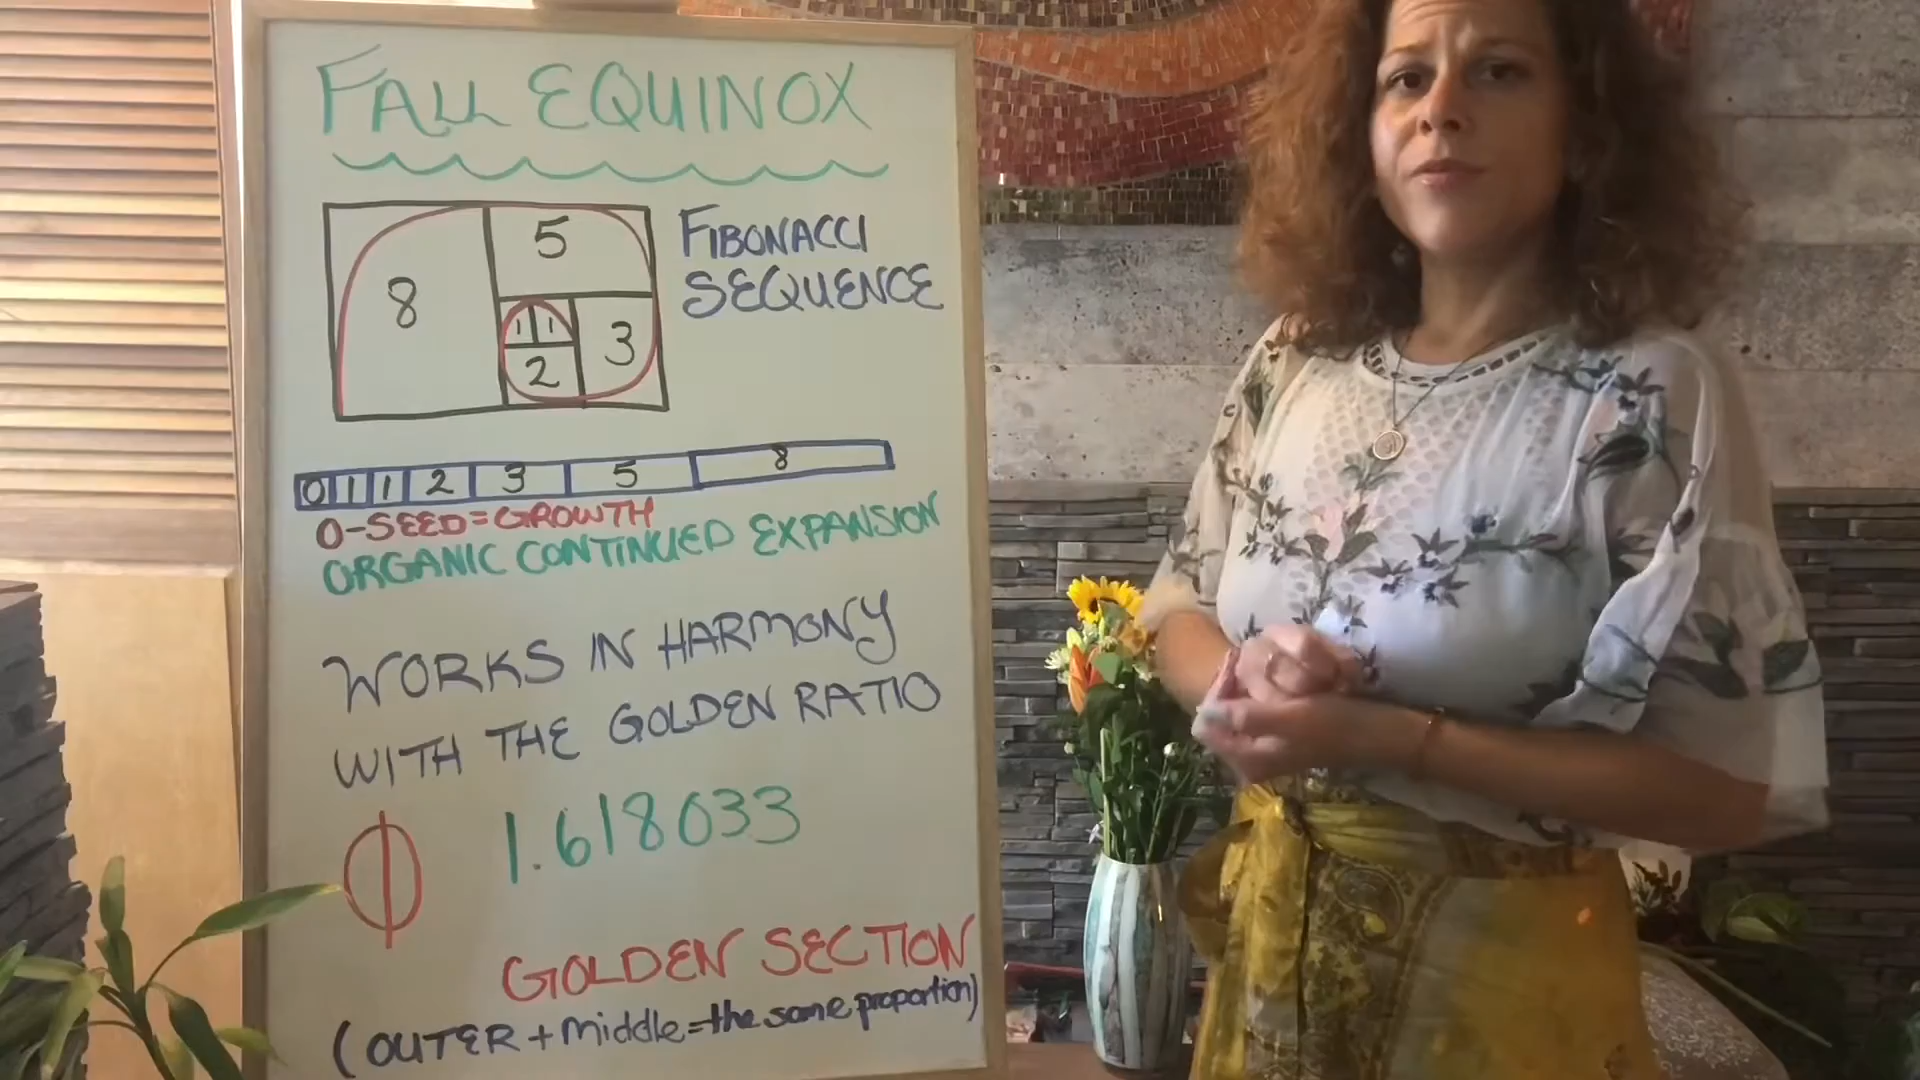 FALL EQUINOX
8 5 1 1 2 3
FIBONACCI
SEQUENCE
0 1 1 2 3 5 8
0-SEED=GROWTH
ORGANIC CONTINUED EXPANSION
WORKS IN HARMONY
WITH THE GOLDEN RATIO
Φ 1.618033
GOLDEN SECTION
(OUTER + middle = the same proportion)